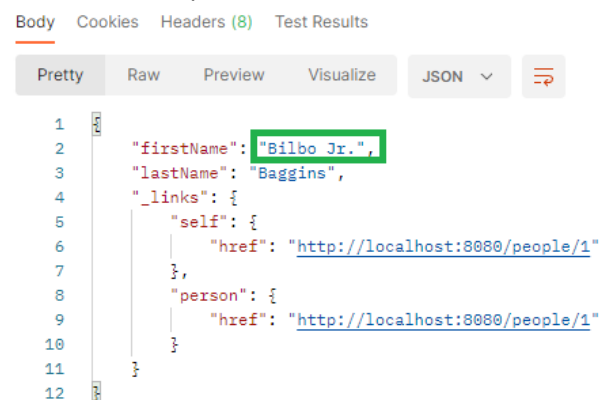 Body Cookies Headers (8) Test Results
Pretty Raw Preview Visualize JSON
1 {
2 "firstName": "Bilbo Jr.",
3 "lastName": "Baggins",
4 "_links": {
5 "self": {
6 "href": "http://localhost:8080/people/1"
7 },
8 "person": {
9 "href": "http://localhost:8080/people/1"
10 }
11 }
12 }